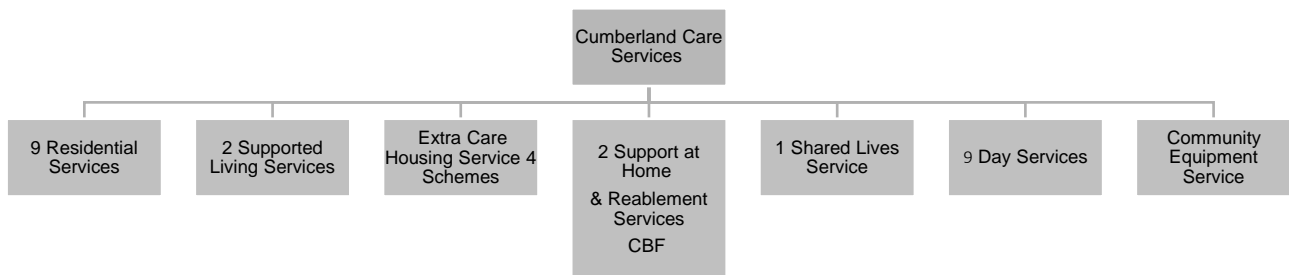 Cumberland Care
Services
9 Residential
Services
2 Supported
Living Services
Extra Care
Housing Service 4
Schemes
2 Support at
Home
& Reablement
Services
CBF
1 Shared Lives
Service
9 Day Services
Community
Equipment
Service